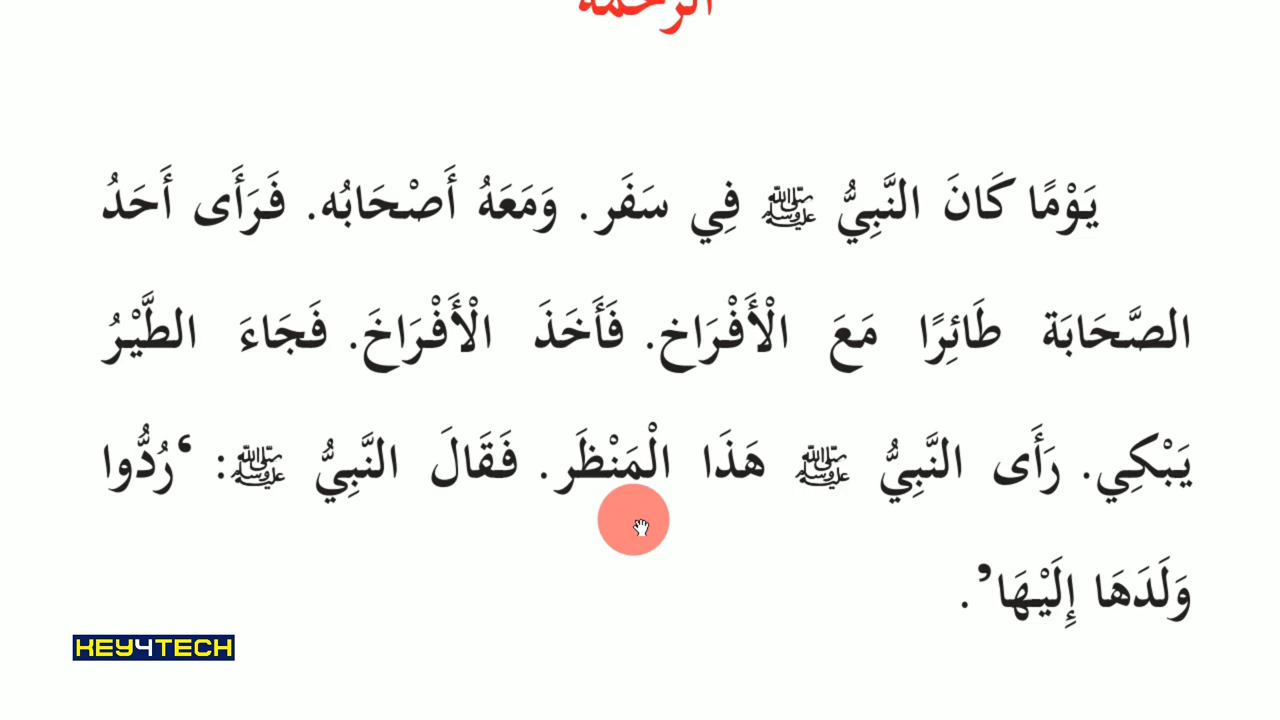 الرحمة
يَوْمًا كَانَ النَّبِيُّ ﷺ فِي سَفَر. وَمَعَهُ أَصْحَابُه. فَرَأَى أَحَدُ
الصَّحَابَة طَائِرًا مَعَ الْأَفْرَاخ. فَأَخَذَ الْأَفْرَاخَ. فَجَاءَ الطَّيْرُ
يَبْكِي. رَأَى النَّبِيُّ ﷺ هَذَا الْمَنْظَر. فَقَالَ النَّبِيُّ ﷺ: ‘رُدُّوا
وَلَدَهَا إِلَيْهَا’.
KEY4TECH